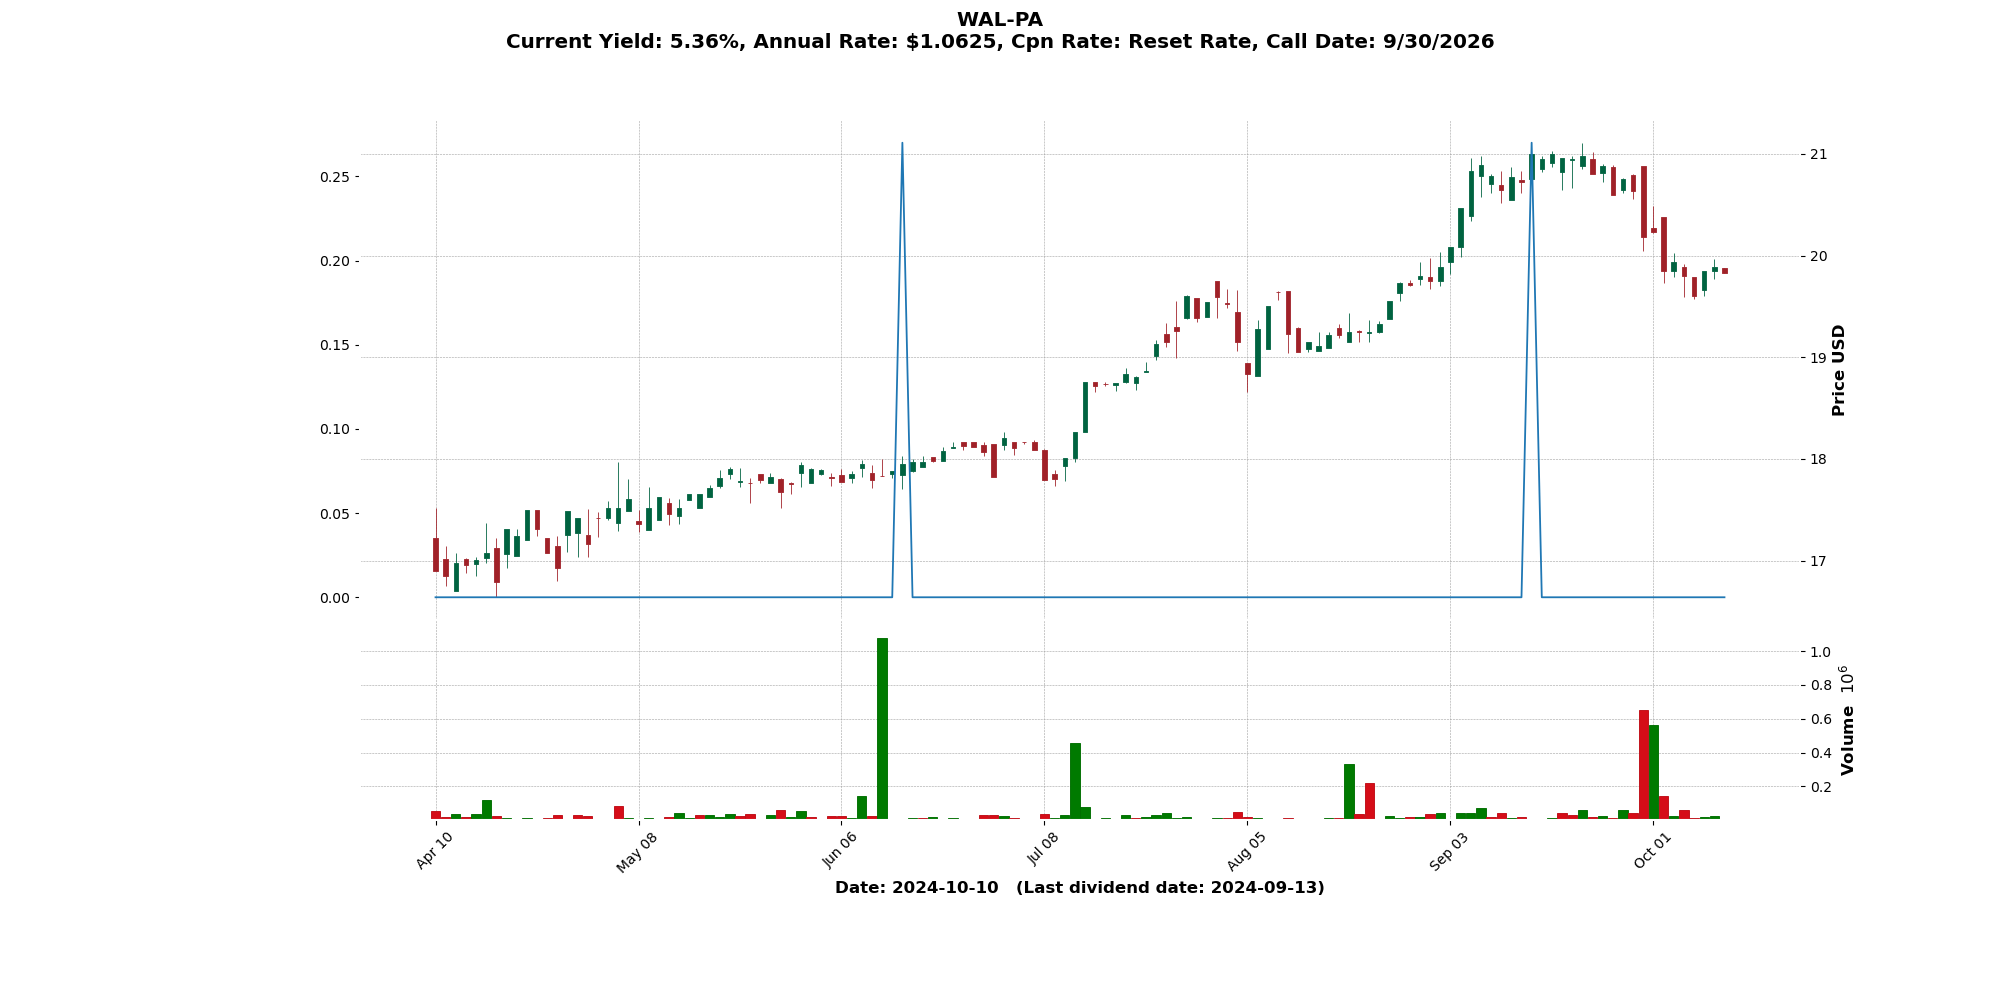 WAL-PA
Current Yield: 5.36%, Annual Rate: $1.0625, Cpn Rate: Reset Rate, Call Date: 9/30/2026
0.25
0.20
0.15
0.10
0.05
0.00
21
20
19
18
17
Price USD
1.0
0.8
0.6
0.4
0.2
Volume 10⁶
Apr 10
May 08
Jun 06
Jul 08
Aug 05
Sep 03
Oct 01
Date: 2024-10-10 (Last dividend date: 2024-09-13)